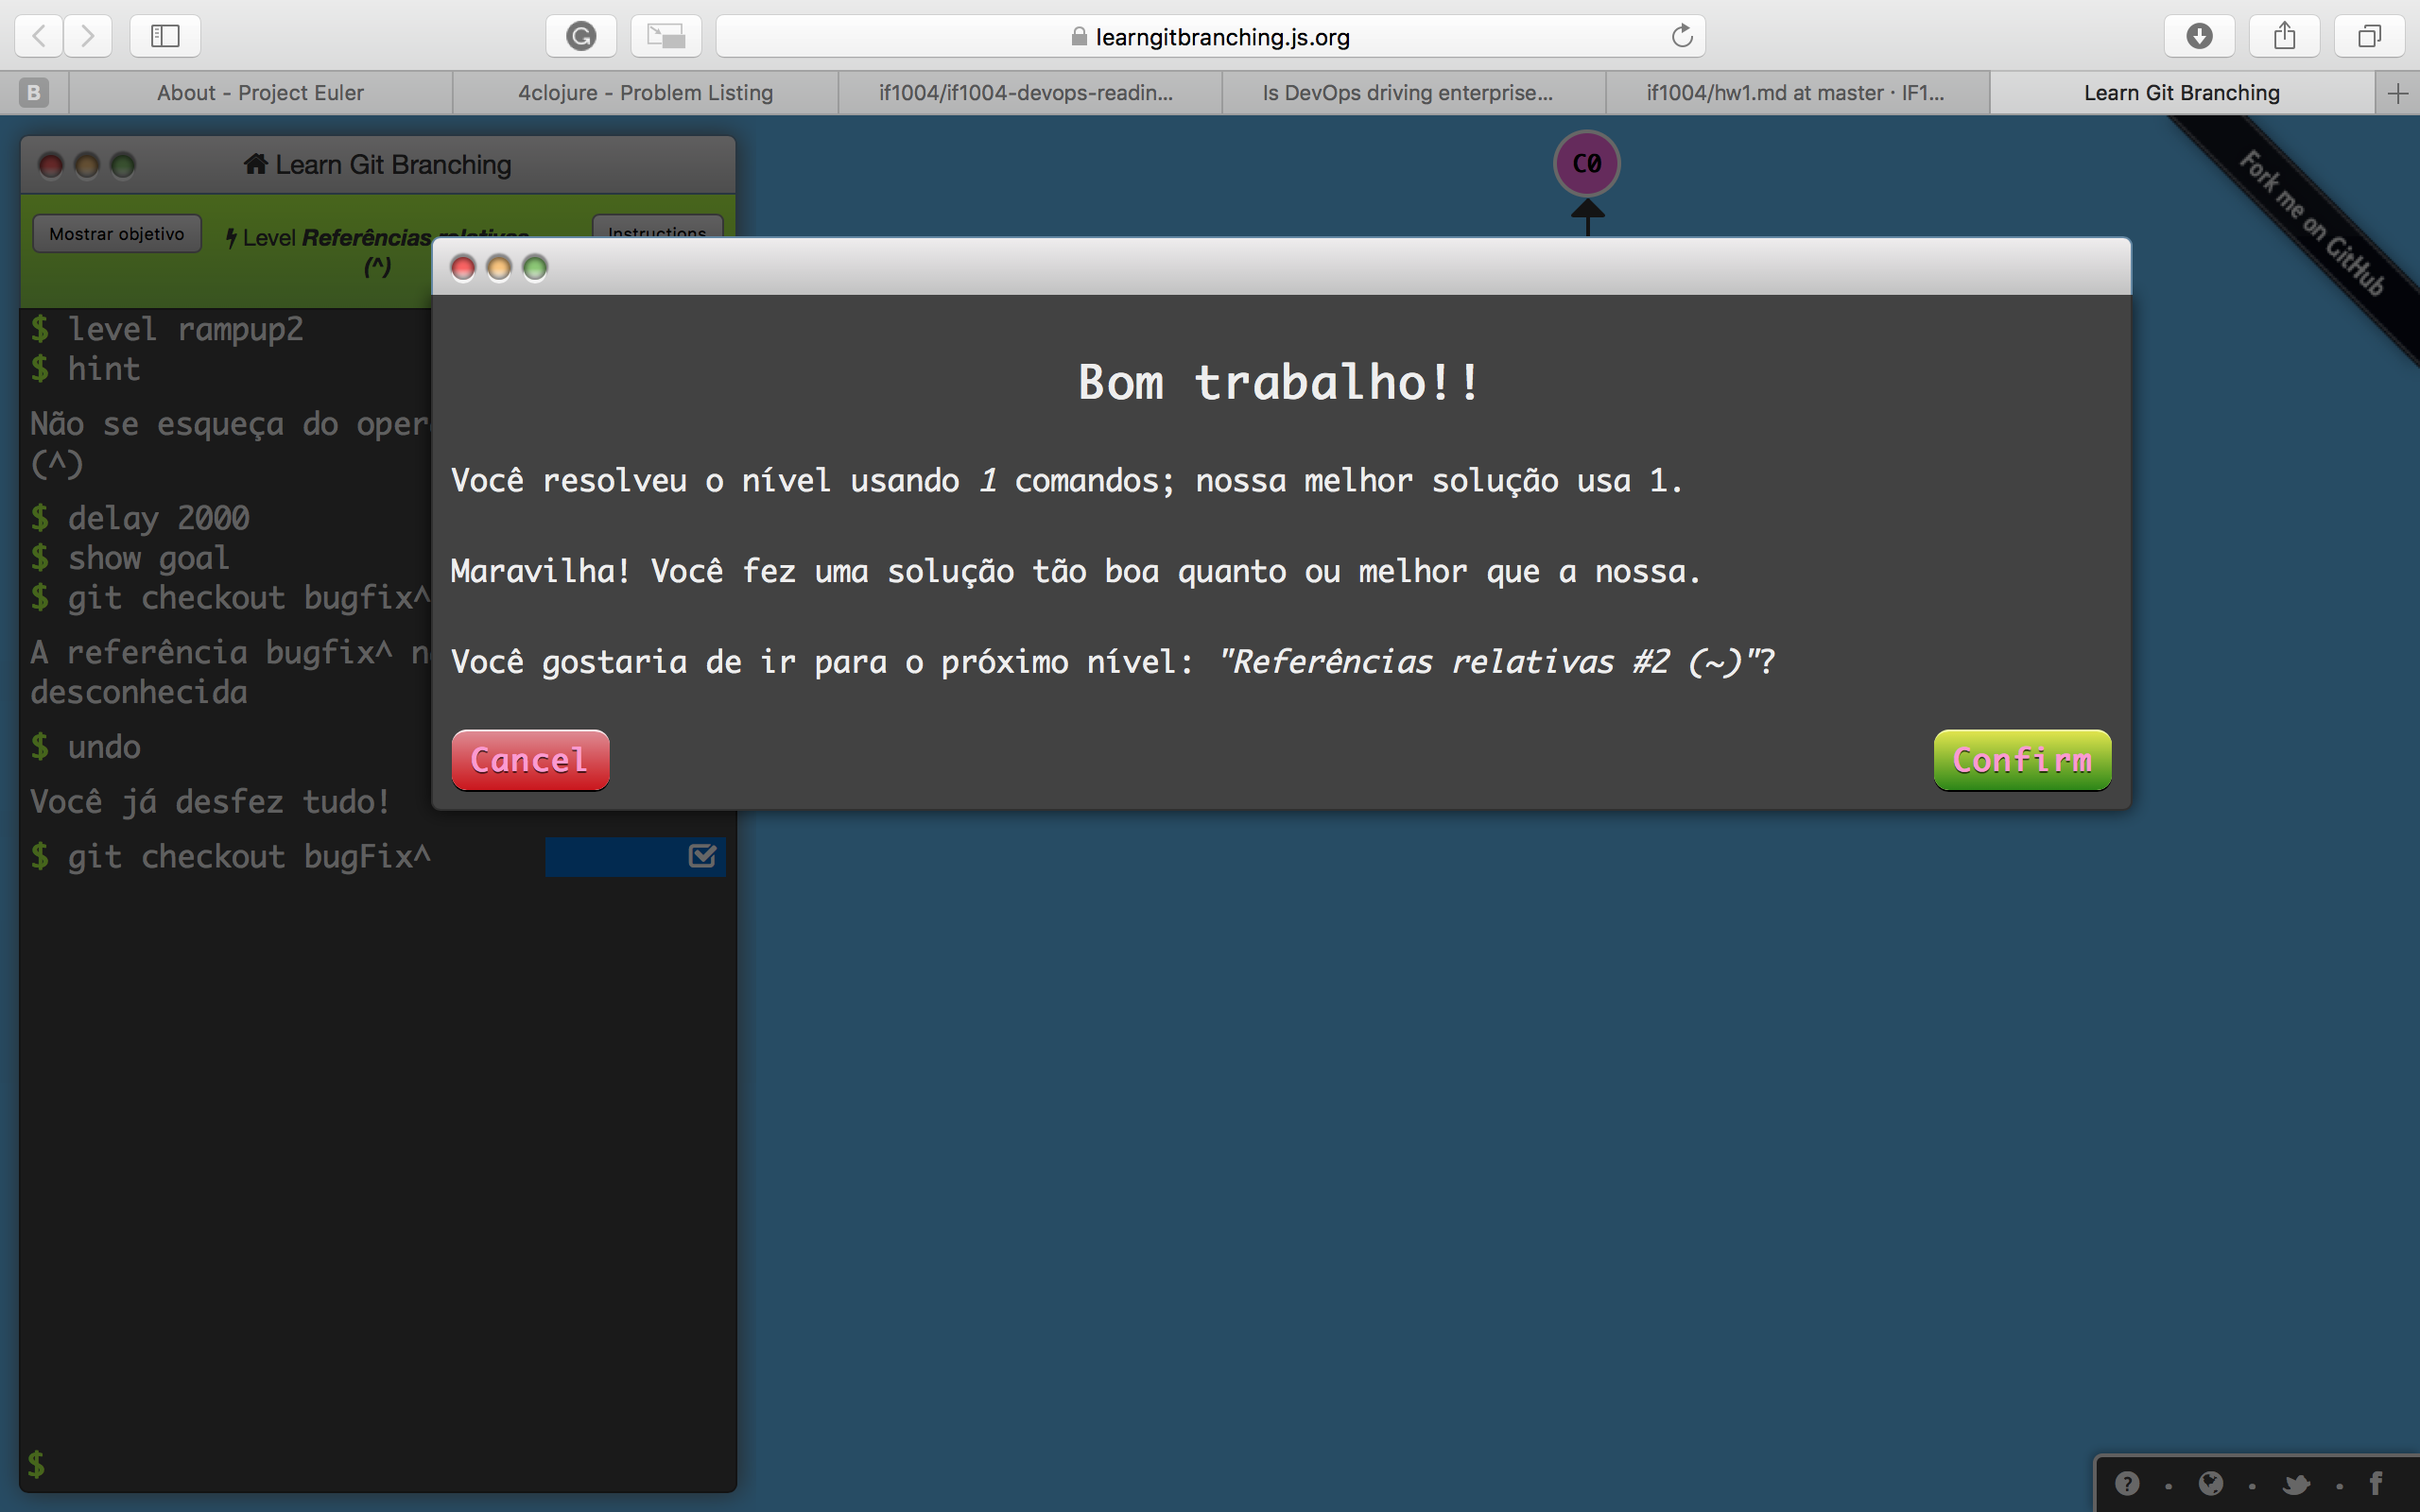 learngitbranching.js.org
B
About - Project Euler
4clojure - Problem Listing
if1004/if1004-devops-readin...
Is DevOps driving enterprise...
if1004/hw1.md at master · IF1...
Learn Git Branching
Learn Git Branching
C0
Fork me on GitHub
Mostrar objetivo
Level Referências relativas
(^)
Instructions
$ level rampup2
$ hint
Não se esqueça do
(^)
$ delay 2000
$ show goal
$ git checkout bugfix^
A referência bugfix^
desconhecida
$ undo
Você já desfez tudo!
$ git checkout bugFix^
$
Bom trabalho!!
Você resolveu o nível usando 1 comandos; nossa melhor solução usa 1.
Maravilha! Você fez uma solução tão boa quanto ou melhor que a nossa.
Você gostaria de ir para o próximo nível: "Referências relativas #2 (~)"?
Cancel
Confirm